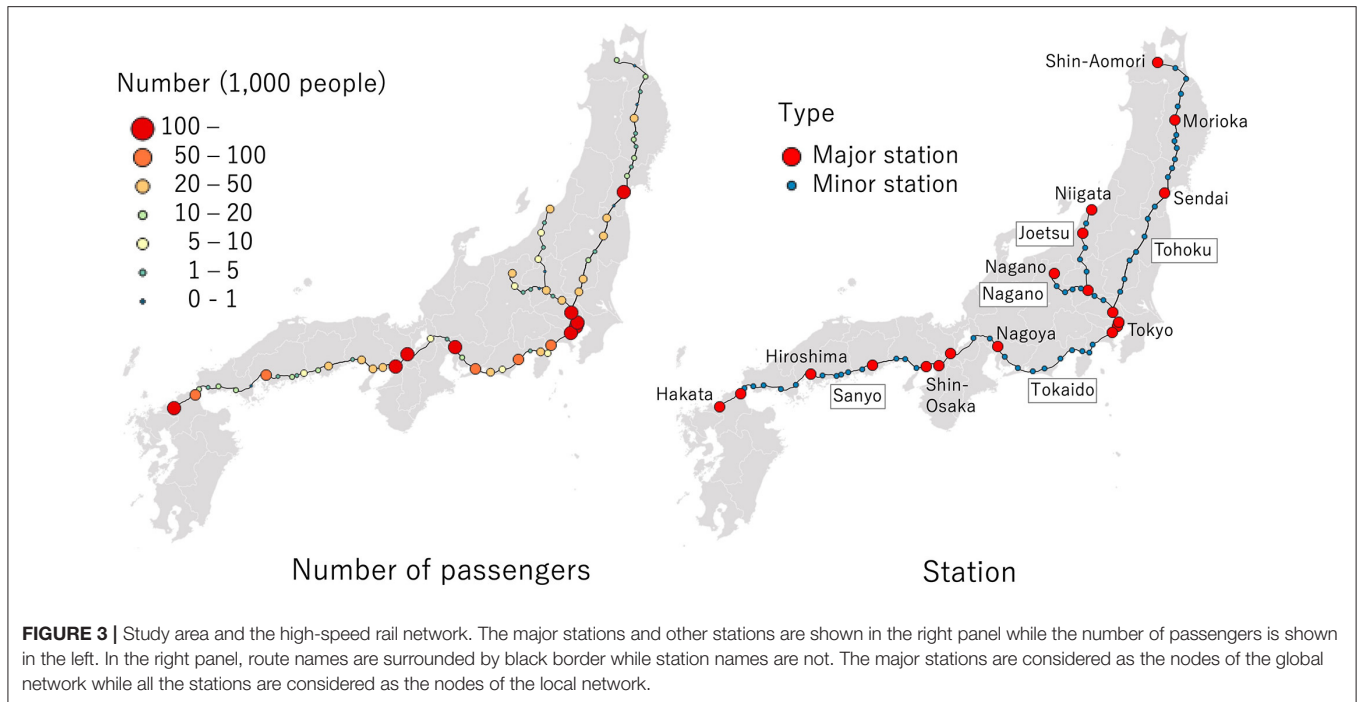 Number (1,000 people)
100 –
50 – 100
20 – 50
10 – 20
5 – 10
1 – 5
0 - 1
Number of passengers
Type
Major station
Minor station
Shin-Aomori
Morioka
Sendai
Niigata
Joetsu
Tohoku
Nagano
Nagano
Tokyo
Nagoya
Hiroshima
Hakata
Sanyo
Shin-
Osaka
Tokaido
Station
FIGURE 3 | Study area and the high-speed rail network. The major stations and other stations are shown in the right panel while the number of passengers is shown
in the left. In the right panel, route names are surrounded by black border while station names are not. The major stations are considered as the nodes of the global
network while all the stations are considered as the nodes of the local network.